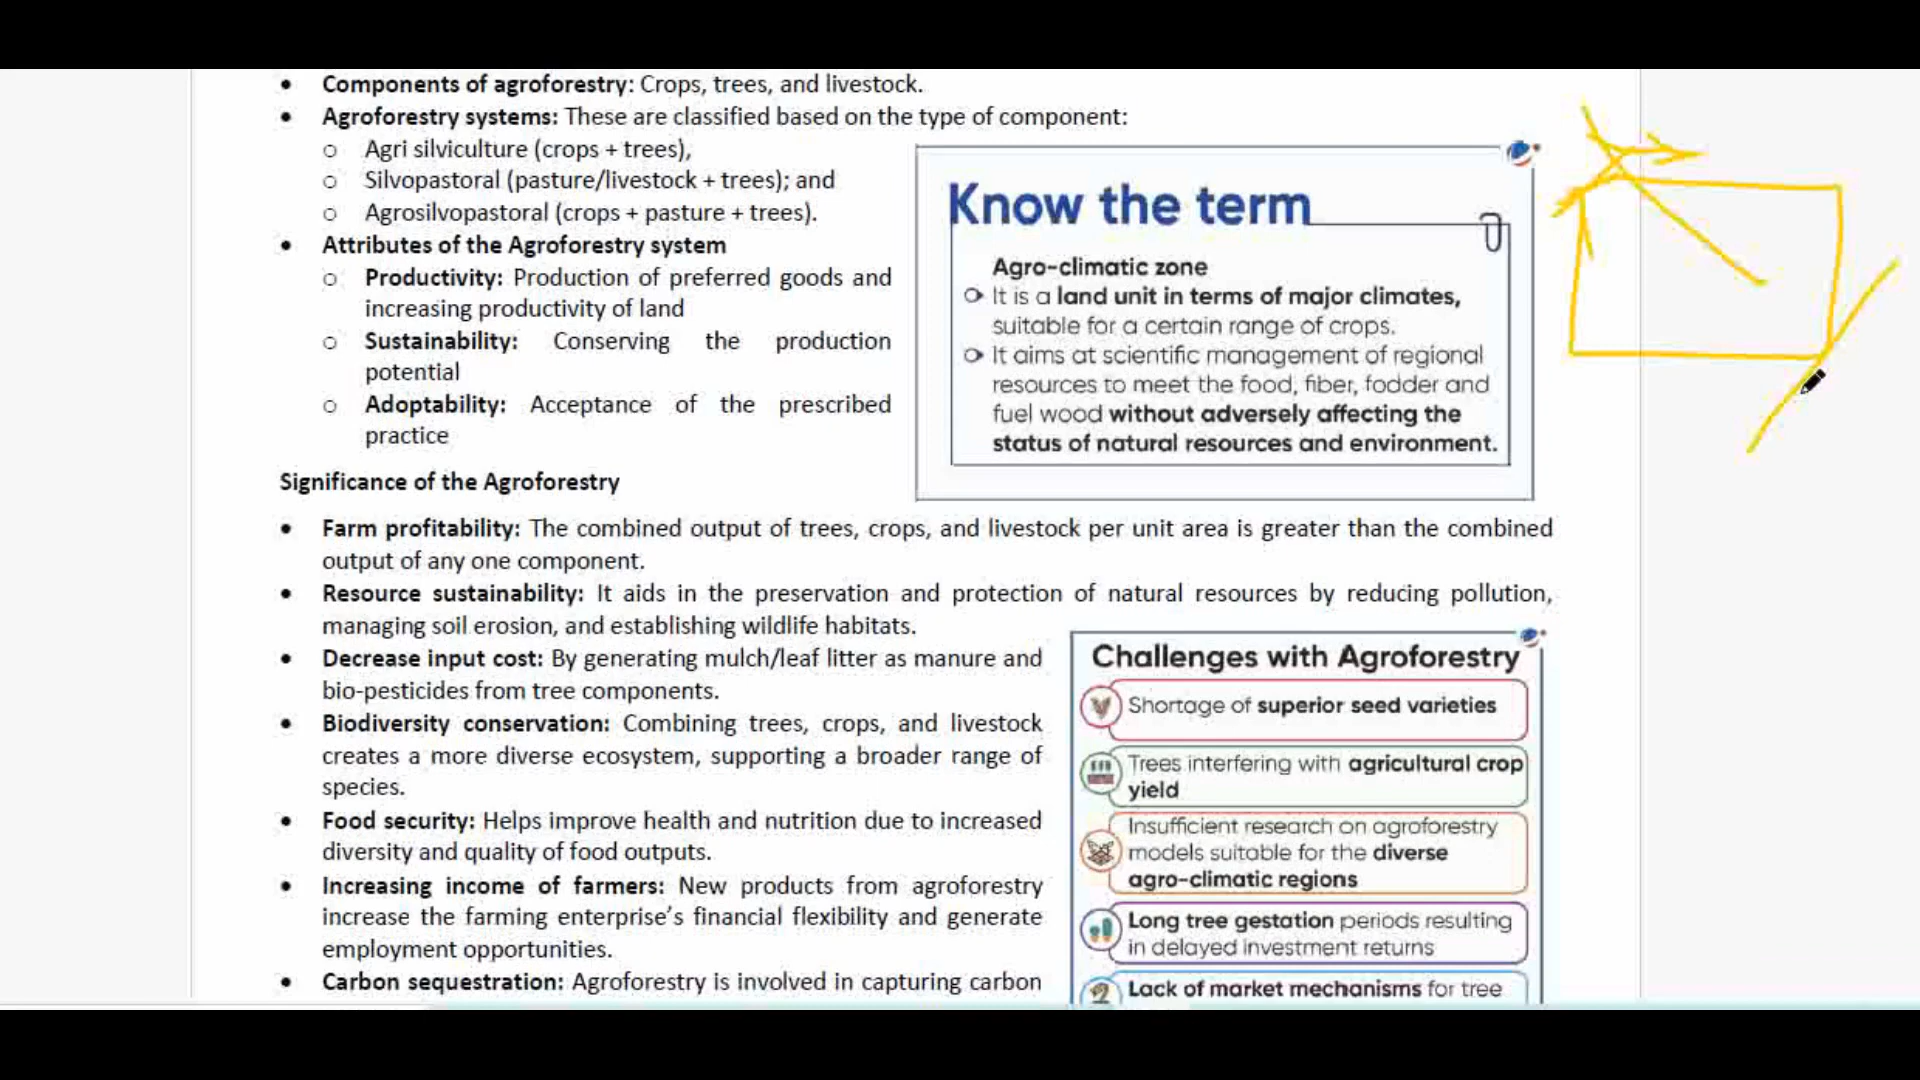 • Components of agroforestry: Crops, trees, and livestock.
• Agroforestry systems: These are classified based on the type of component:
o Agri silviculture (crops + trees),
o Silvopastoral (pasture/livestock + trees); and
o Agrosilvopastoral (crops + pasture + trees).
• Attributes of the Agroforestry system
o Productivity: Production of preferred goods and
increasing productivity of land
o Sustainability: Conserving the production
potential
o Adoptability: Acceptance of the prescribed
practice
Know the term
Agro-climatic zone
It is a land unit in terms of major climates,
suitable for a certain range of crops.
It aims at scientific management of regional
resources to meet the food, fiber, fodder and
fuel wood without adversely affecting the
status of natural resources and environment.
Significance of the Agroforestry
• Farm profitability: The combined output of trees, crops, and livestock per unit area is greater than the combined
output of any one component.
• Resource sustainability: It aids in the preservation and protection of natural resources by reducing pollution,
managing soil erosion, and establishing wildlife habitats.
• Decrease input cost: By generating mulch/leaf litter as manure and
bio-pesticides from tree components.
• Biodiversity conservation: Combining trees, crops, and livestock
creates a more diverse ecosystem, supporting a broader range of
species.
• Food security: Helps improve health and nutrition due to increased
diversity and quality of food outputs.
• Increasing income of farmers: New products from agroforestry
increase the farming enterprise's financial flexibility and generate
employment opportunities.
• Carbon sequestration: Agroforestry is involved in capturing carbon
Challenges with Agroforestry
Shortage of superior seed varieties
Trees interfering with agricultural crop
yield
Insufficient research on agroforestry
models suitable for the diverse
agro-climatic regions
Long tree gestation periods resulting
in delayed investment returns
Lack of market mechanisms for tree